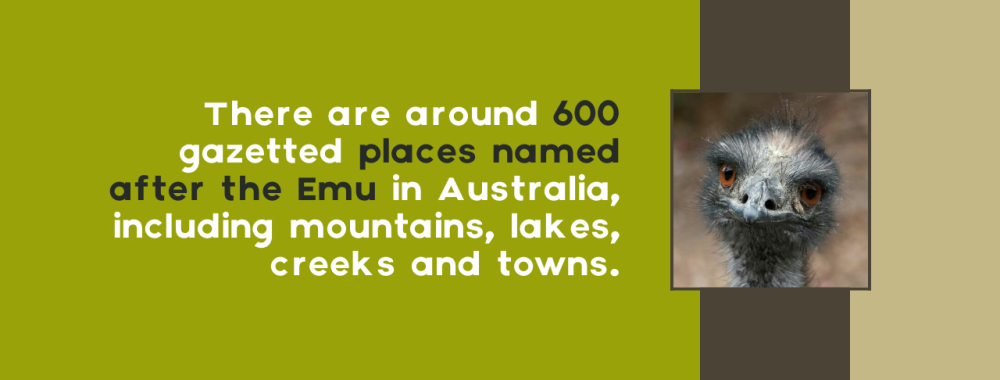 There are around 600
gazetted places named
after the Emu in Australia,
including mountains, lakes,
creeks and towns.